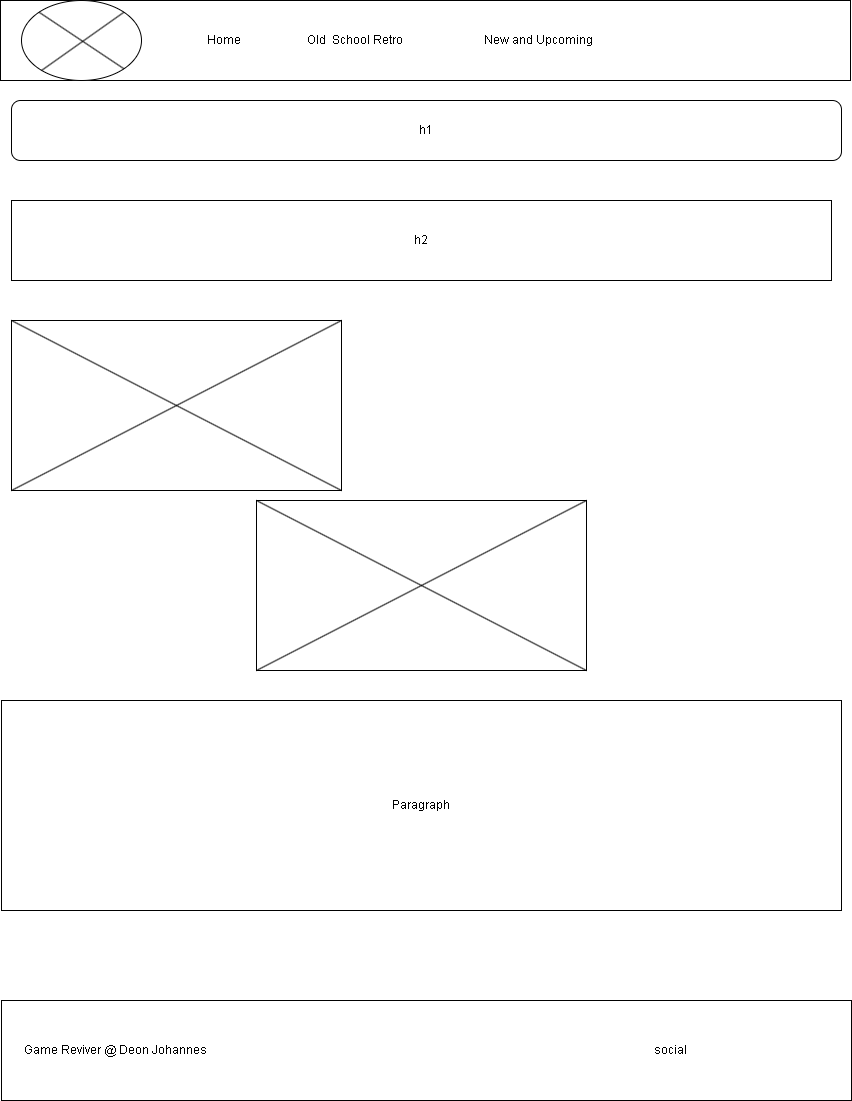 Home Old School Retro New and Upcoming
h1
h2
Paragraph
Game Reviver @ Deon Johannes social